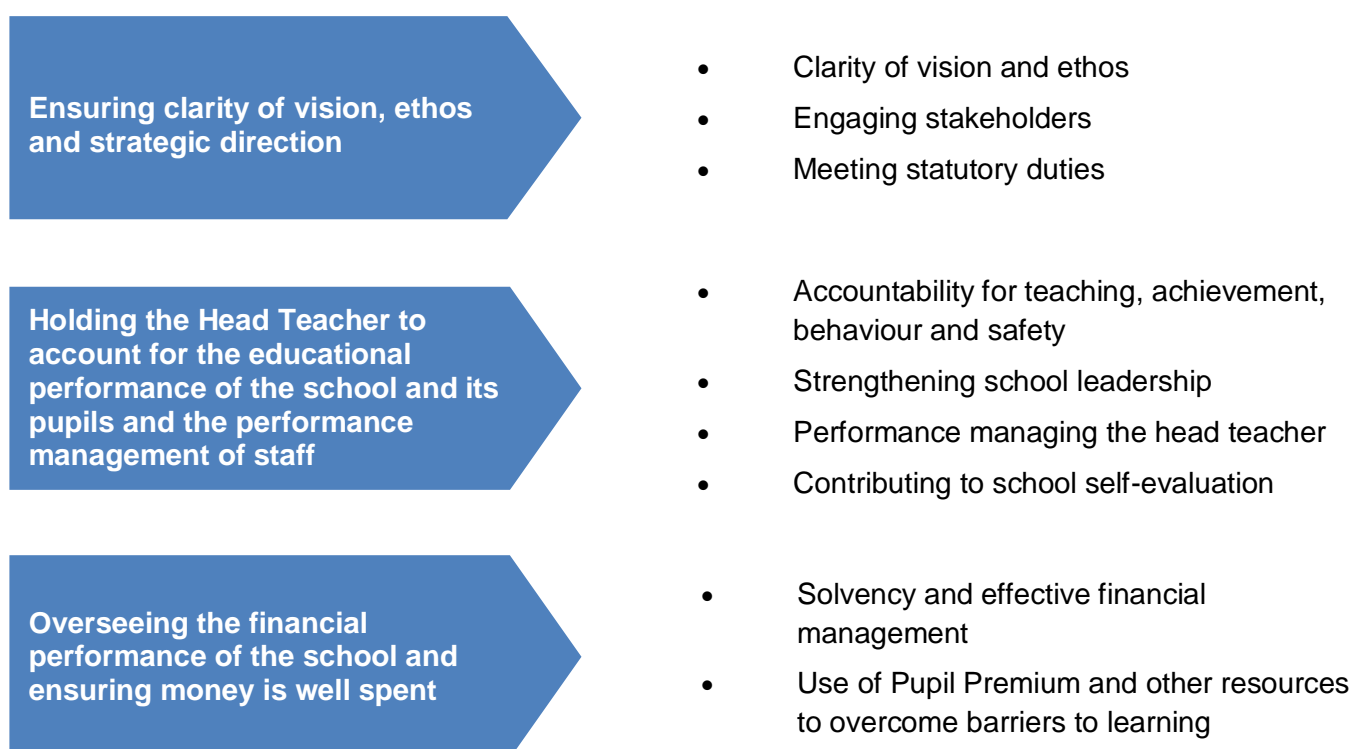 Ensuring clarity of vision, ethos
and strategic direction
• Clarity of vision and ethos
• Engaging stakeholders
• Meeting statutory duties
Holding the Head Teacher to
account for the educational
performance of the school and its
pupils and the performance
management of staff
• Accountability for teaching, achievement,
behaviour and safety
• Strengthening school leadership
• Performance managing the head teacher
• Contributing to school self-evaluation
Overseeing the financial
performance of the school and
ensuring money is well spent
• Solvency and effective financial
management
• Use of Pupil Premium and other resources
to overcome barriers to learning